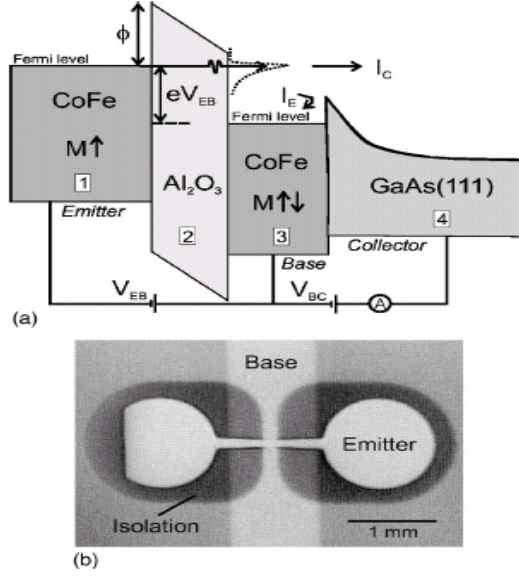 ϕ
Fermi level
I_C
eV_EB
I_E
Fermi level
CoFe
M↑
1
Emitter
Al₂O₃
2
CoFe
M↑↓
3
Base
GaAs(111)
4
Collector
V_EB
V_BC
A
(a)
Base
Emitter
Isolation
1 mm
(b)